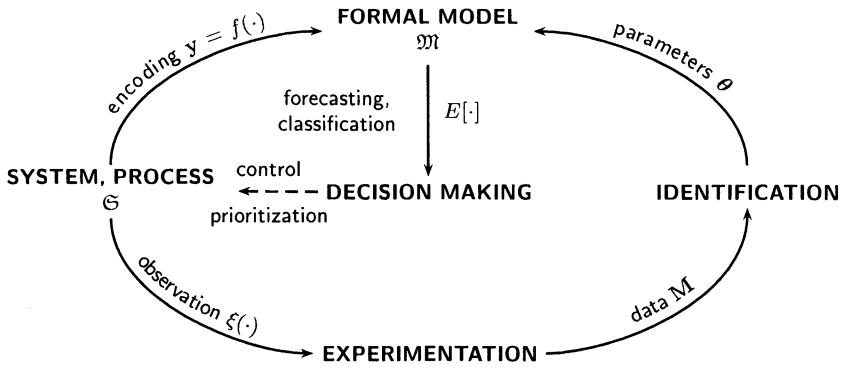 FORMAL MODEL
𝔐
encoding y = f(·)
parameters θ
forecasting,
classification
E[·]
SYSTEM, PROCESS
𝔖
control
prioritization
DECISION MAKING
IDENTIFICATION
observation ξ(·)
data M
EXPERIMENTATION